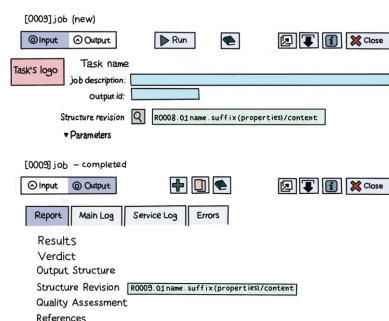 [0009] job (new)
Input Output Run Close
Task's logo
Task name
job description:
output id:
Structure revision R0008.01 name.suffix(properties)/content
▾ Parameters
[0009] job – completed
Input Output Close
Report Main Log Service Log Errors
Results
Verdict
Output Structure
Structure Revision R0009.01 name.suffix(properties)/content
Quality Assessment
References